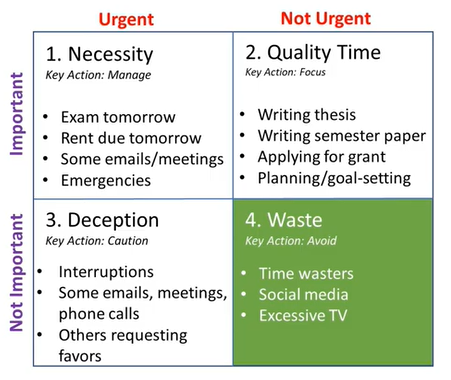 Urgent
Not Urgent
Important
1. Necessity
Key Action: Manage
• Exam tomorrow
• Rent due tomorrow
• Some emails/meetings
• Emergencies
2. Quality Time
Key Action: Focus
• Writing thesis
• Writing semester paper
• Applying for grant
• Planning/goal-setting
Not Important
3. Deception
Key Action: Caution
• Interruptions
• Some emails, meetings,
phone calls
• Others requesting
favors
4. Waste
Key Action: Avoid
• Time wasters
• Social media
• Excessive TV